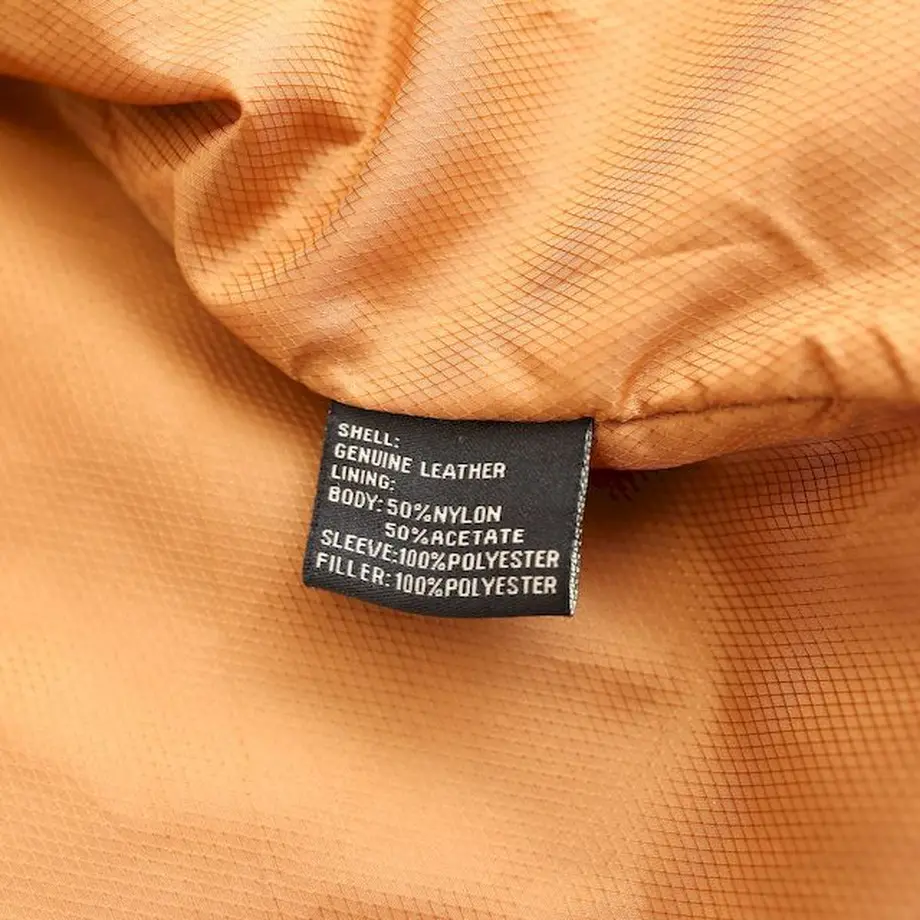 SHELL:
GENUINE LEATHER
LINING:
BODY: 50%NYLON
50%ACETATE
SLEEVE:100%POLYESTER
FILLER:100%POLYESTER